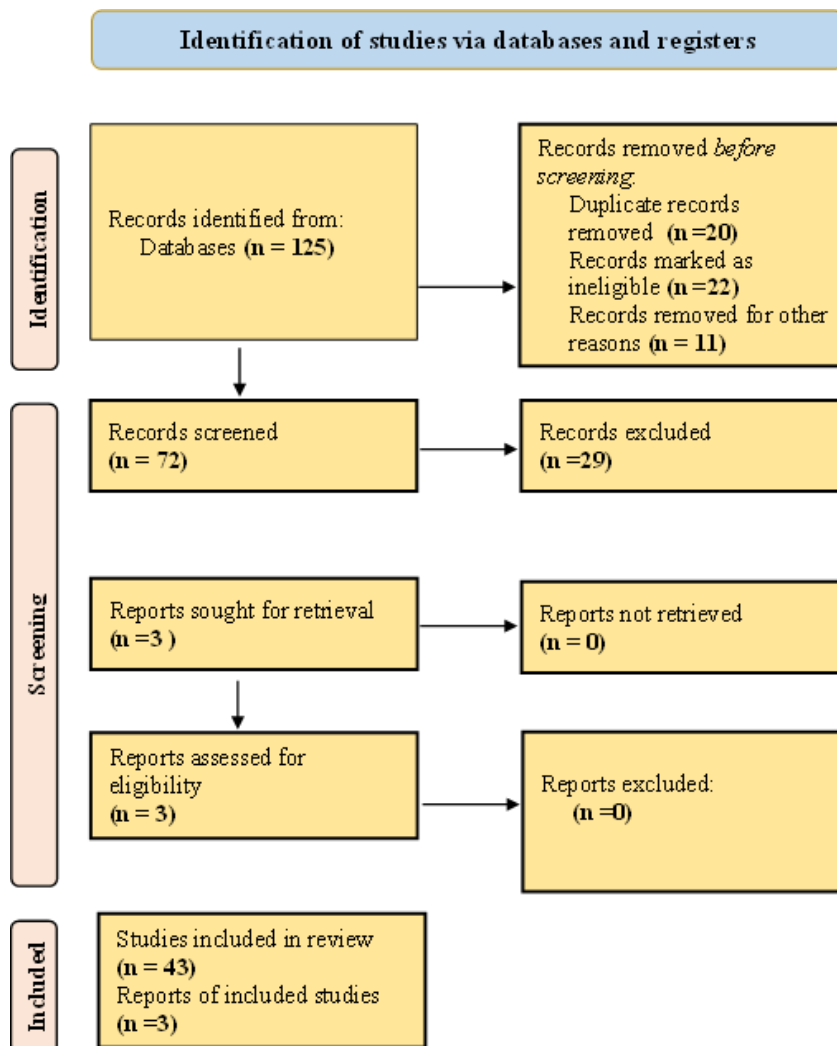 Identification of studies via databases and registers
Identification
Records identified from:
Databases (n = 125)
Records removed before
screening:
Duplicate records
removed (n =20)
Records marked as
ineligible (n =22)
Records removed for other
reasons (n = 11)
Screening
Records screened
(n = 72)
Records excluded
(n =29)
Reports sought for retrieval
(n =3 )
Reports not retrieved
(n = 0)
Reports assessed for
eligibility
(n = 3)
Reports excluded:
(n =0)
Included
Studies included in review
(n = 43)
Reports of included studies
(n =3)